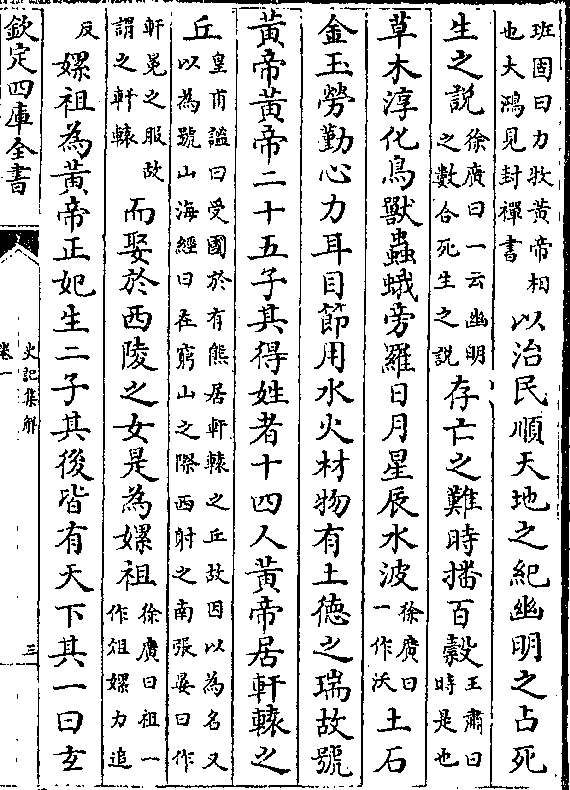 班固曰力牧黄帝相也大鴻見封禪書以治民順天地之紀幽明之占死
生之説徐廣曰一云幽明之數合死生之說存亡之難時播百穀王肅曰時是也
草木淳化鳥獸蟲蛾旁羅日月星辰水波徐廣曰一作沃土石
金玉勞勤心力耳目節用水火材物有土德之瑞故號
黄帝黄帝二十五子其得姓者十四人黄帝居軒轅之
丘皇甫謐曰受國於有熊居軒轅之丘故因以為名又以為號山海經曰在窮山之際西射之南張晏曰作
軒冕之服故謂之軒轅而娶於西陵之女是為嫘祖徐廣曰祖一作俎嫘力追
反嫘祖為黄帝正妃生二子其後皆有天下其一曰玄
欽定四庫全書
史記集解
卷一
三